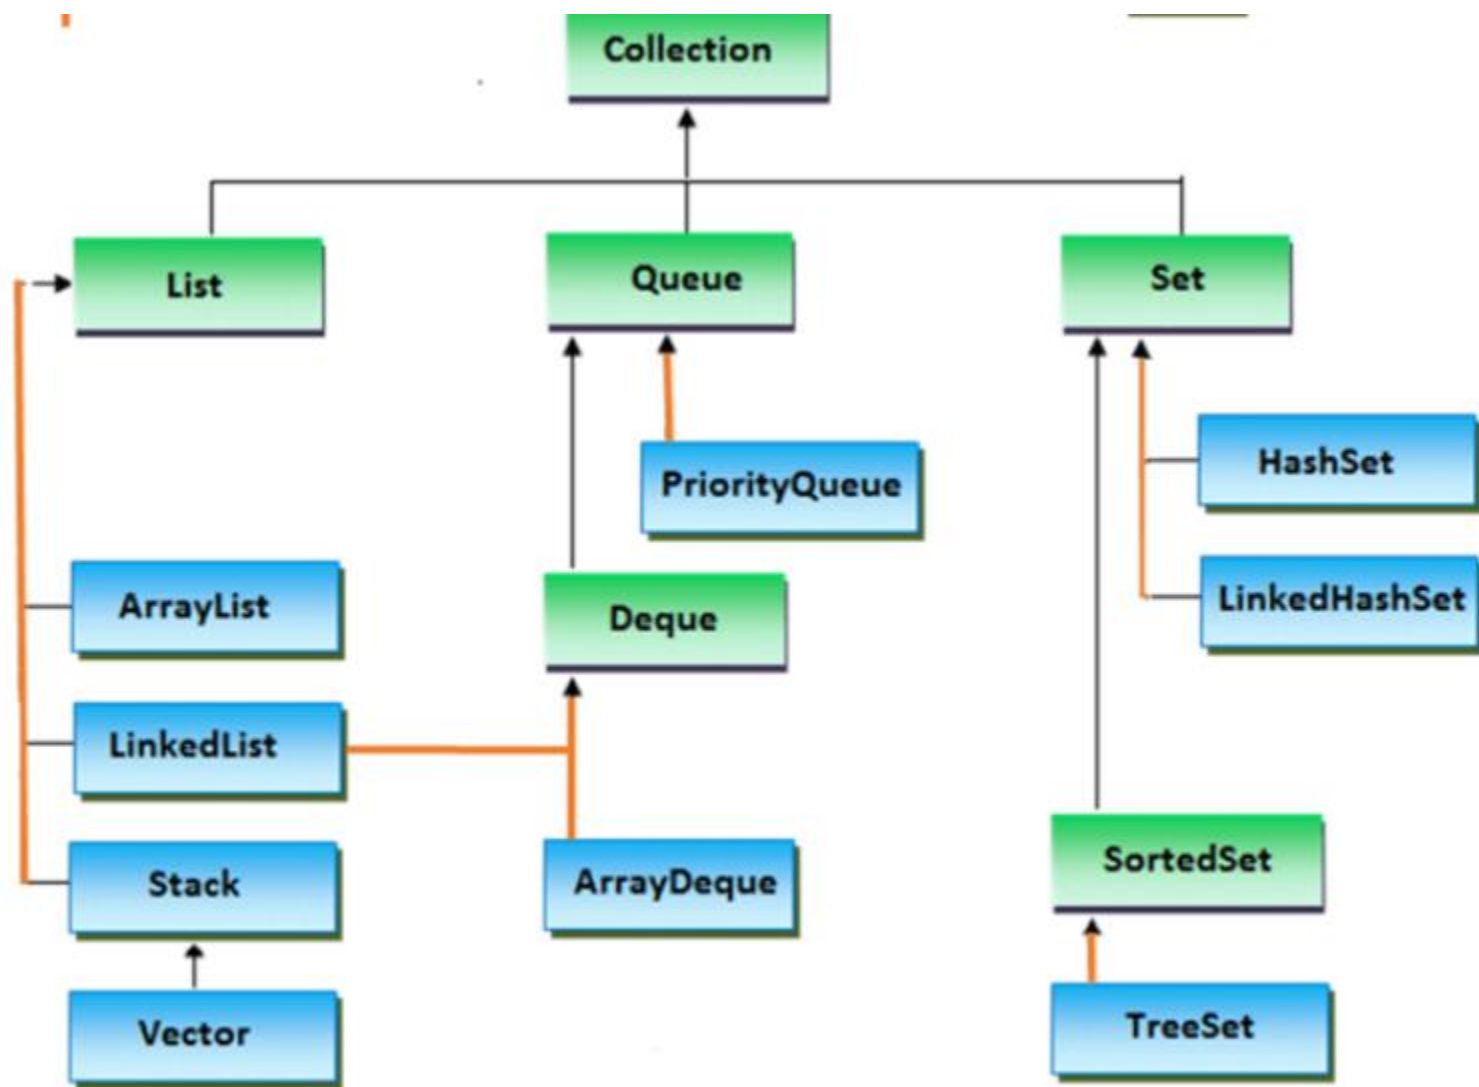 Collection
List
Queue
Set
HashSet
PriorityQueue
ArrayList
LinkedHashSet
Deque
LinkedList
SortedSet
Stack
ArrayDeque
Vector
TreeSet